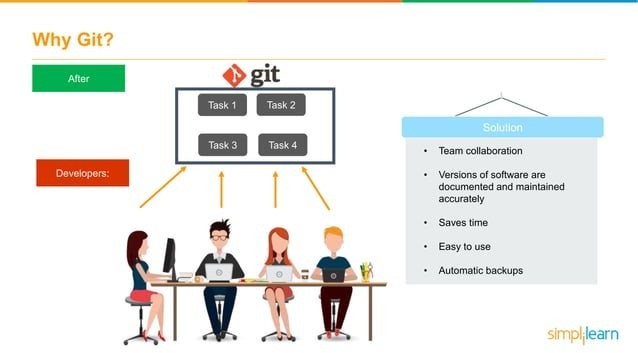 Why Git?
After
git
Task 1
Task 2
Task 3
Task 4
Developers:
Solution
• Team collaboration
• Versions of software are
documented and maintained
accurately
• Saves time
• Easy to use
• Automatic backups
simplilearn